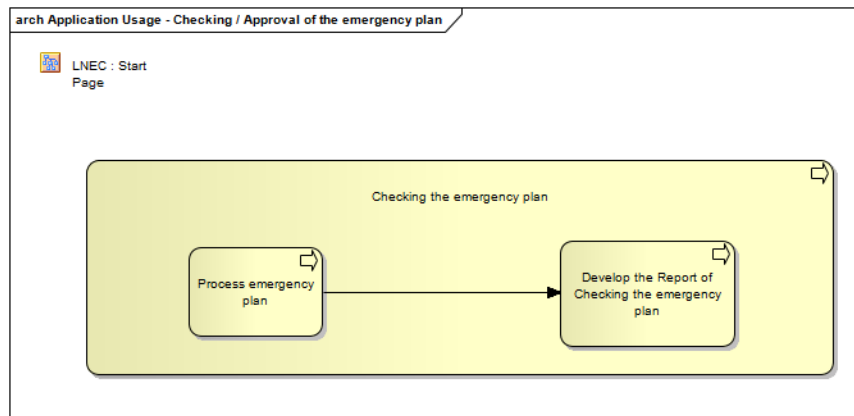 arch Application Usage - Checking / Approval of the emergency plan
LNEC : Start
Page
Checking the emergency plan
Process emergency
plan
Develop the Report of
Checking the emergency
plan